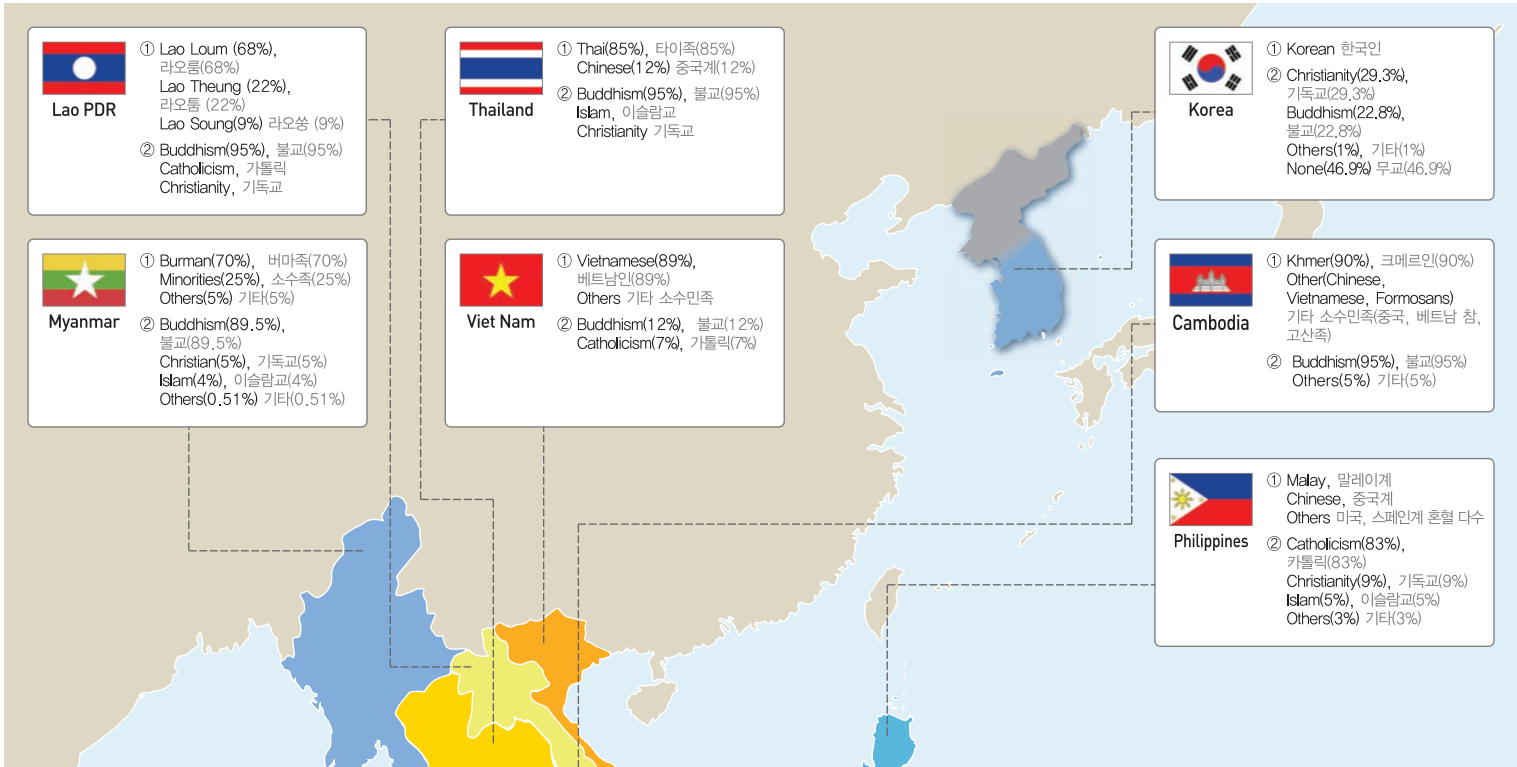 Lao PDR
① Lao Loum (68%),
라오룸(68%)
Lao Theung (22%),
라오퉁 (22%)
Lao Soung(9%) 라오쑹 (9%)
② Buddhism(95%), 불교(95%)
Catholicism, 가톨릭
Christianity, 기독교
Thailand
① Thai(85%), 타이족(85%)
Chinese(12%) 중국계(12%)
② Buddhism(95%), 불교(95%)
Islam, 이슬람교
Christianity 기독교
Korea
① Korean 한국인
② Christianity(29.3%),
기독교(29.3%)
Buddhism(22.8%),
불교(22.8%)
Others(1%), 기타(1%)
None(46.9%) 무교(46.9%)
Myanmar
① Burman(70%), 버마족(70%)
Minorities(25%), 소수족(25%)
Others(5%) 기타(5%)
② Buddhism(89.5%),
불교(89.5%)
Christian(5%), 기독교(5%)
Islam(4%), 이슬람교(4%)
Others(0.51%) 기타(0.51%)
Viet Nam
① Vietnamese(89%),
베트남인(89%)
Others 기타 소수민족
② Buddhism(12%), 불교(12%)
Catholicism(7%), 가톨릭(7%)
Cambodia
① Khmer(90%), 크메르인(90%)
Other(Chinese,
Vietnamese, Formosans)
기타 소수민족(중국, 베트남 참,
고산족)
② Buddhism(95%), 불교(95%)
Others(5%) 기타(5%)
Philippines
① Malay, 말레이계
Chinese, 중국계
Others 미국, 스페인계 혼혈 다수
② Catholicism(83%),
카톨릭(83%)
Christianity(9%), 기독교(9%)
Islam(5%), 이슬람교(5%)
Others(3%) 기타(3%)